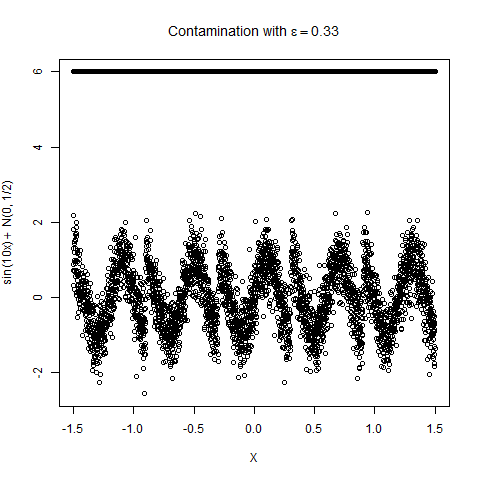 Contamination with ε = 0.33
sin(10x) + N(0, 1/2)
6
4
2
0
-2
-1.5 -1.0 -0.5 0.0 0.5 1.0 1.5
X